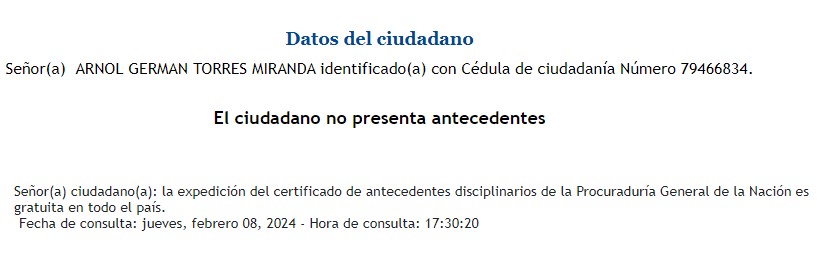 Datos del ciudadano
Señor(a) ARNOL GERMAN TORRES MIRANDA identificado(a) con Cédula de ciudadanía Número 79466834.
El ciudadano no presenta antecedentes
Señor(a) ciudadano(a): la expedición del certificado de antecedentes disciplinarios de la Procuraduría General de la Nación es
gratuita en todo el país.
Fecha de consulta: jueves, febrero 08, 2024 - Hora de consulta: 17:30:20